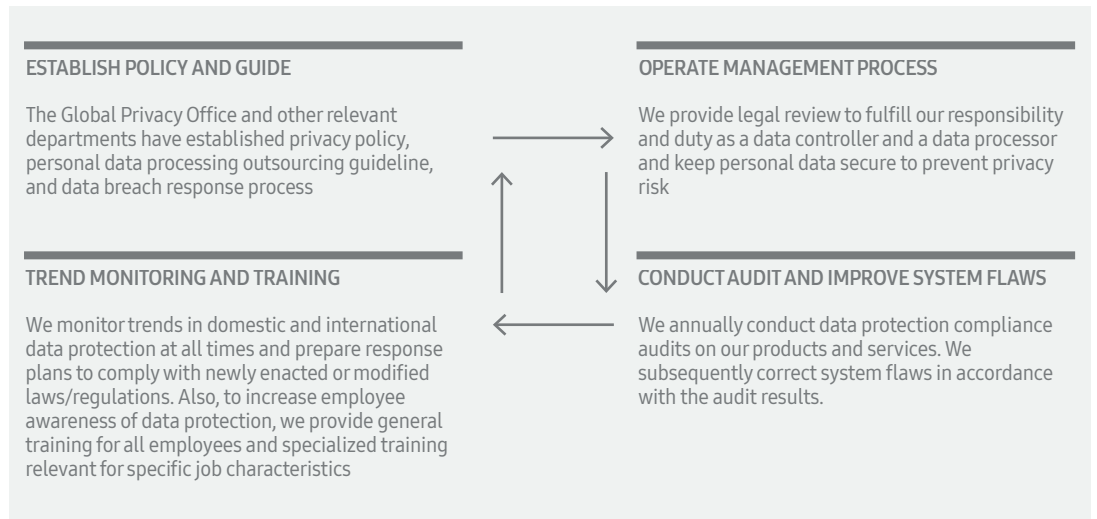 ESTABLISH POLICY AND GUIDE
The Global Privacy Office and other relevant
departments have established privacy policy,
personal data processing outsourcing guideline,
and data breach response process
OPERATE MANAGEMENT PROCESS
We provide legal review to fulfill our responsibility
and duty as a data controller and a data processor
and keep personal data secure to prevent privacy
risk
TREND MONITORING AND TRAINING
We monitor trends in domestic and international
data protection at all times and prepare response
plans to comply with newly enacted or modified
laws/regulations. Also, to increase employee
awareness of data protection, we provide general
training for all employees and specialized training
relevant for specific job characteristics
CONDUCT AUDIT AND IMPROVE SYSTEM FLAWS
We annually conduct data protection compliance
audits on our products and services. We
subsequently correct system flaws in accordance
with the audit results.